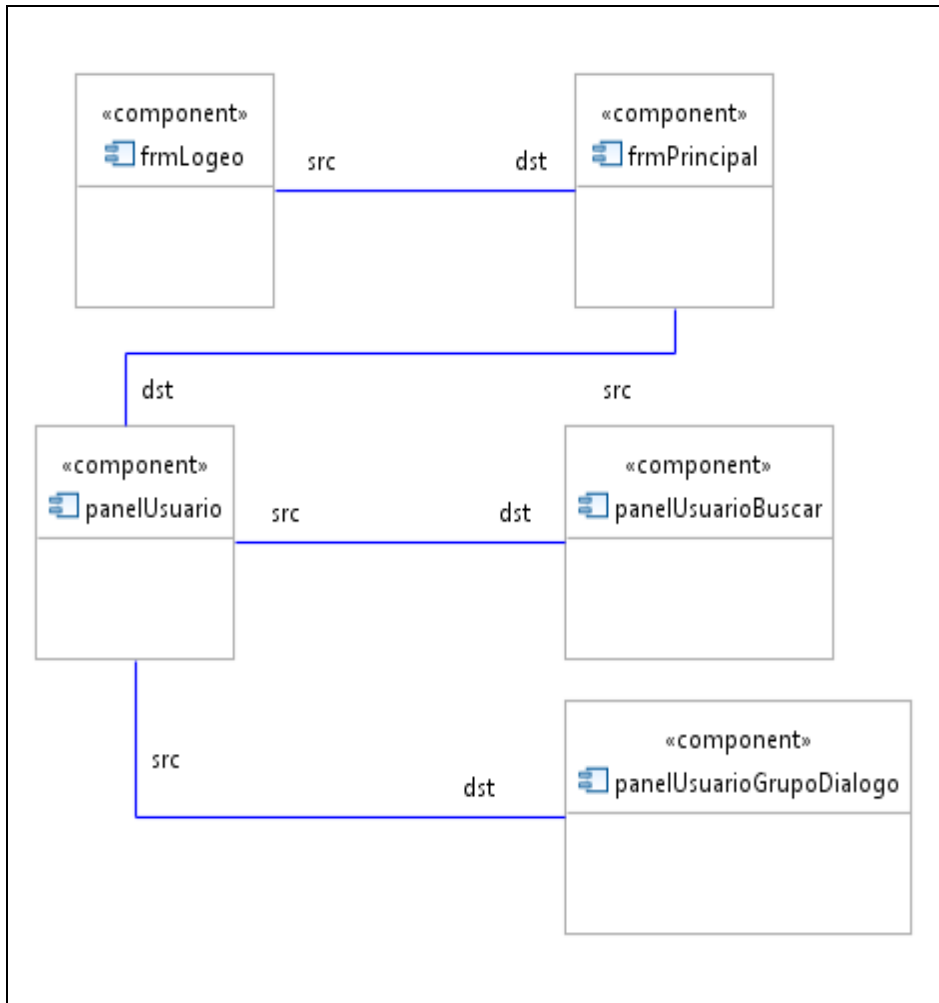 «component»
frmLogeo
«component»
frmPrincipal
src
dst
dst
src
«component»
panelUsuario
«component»
panelUsuarioBuscar
src
dst
src
dst
«component»
panelUsuarioGrupoDialogo